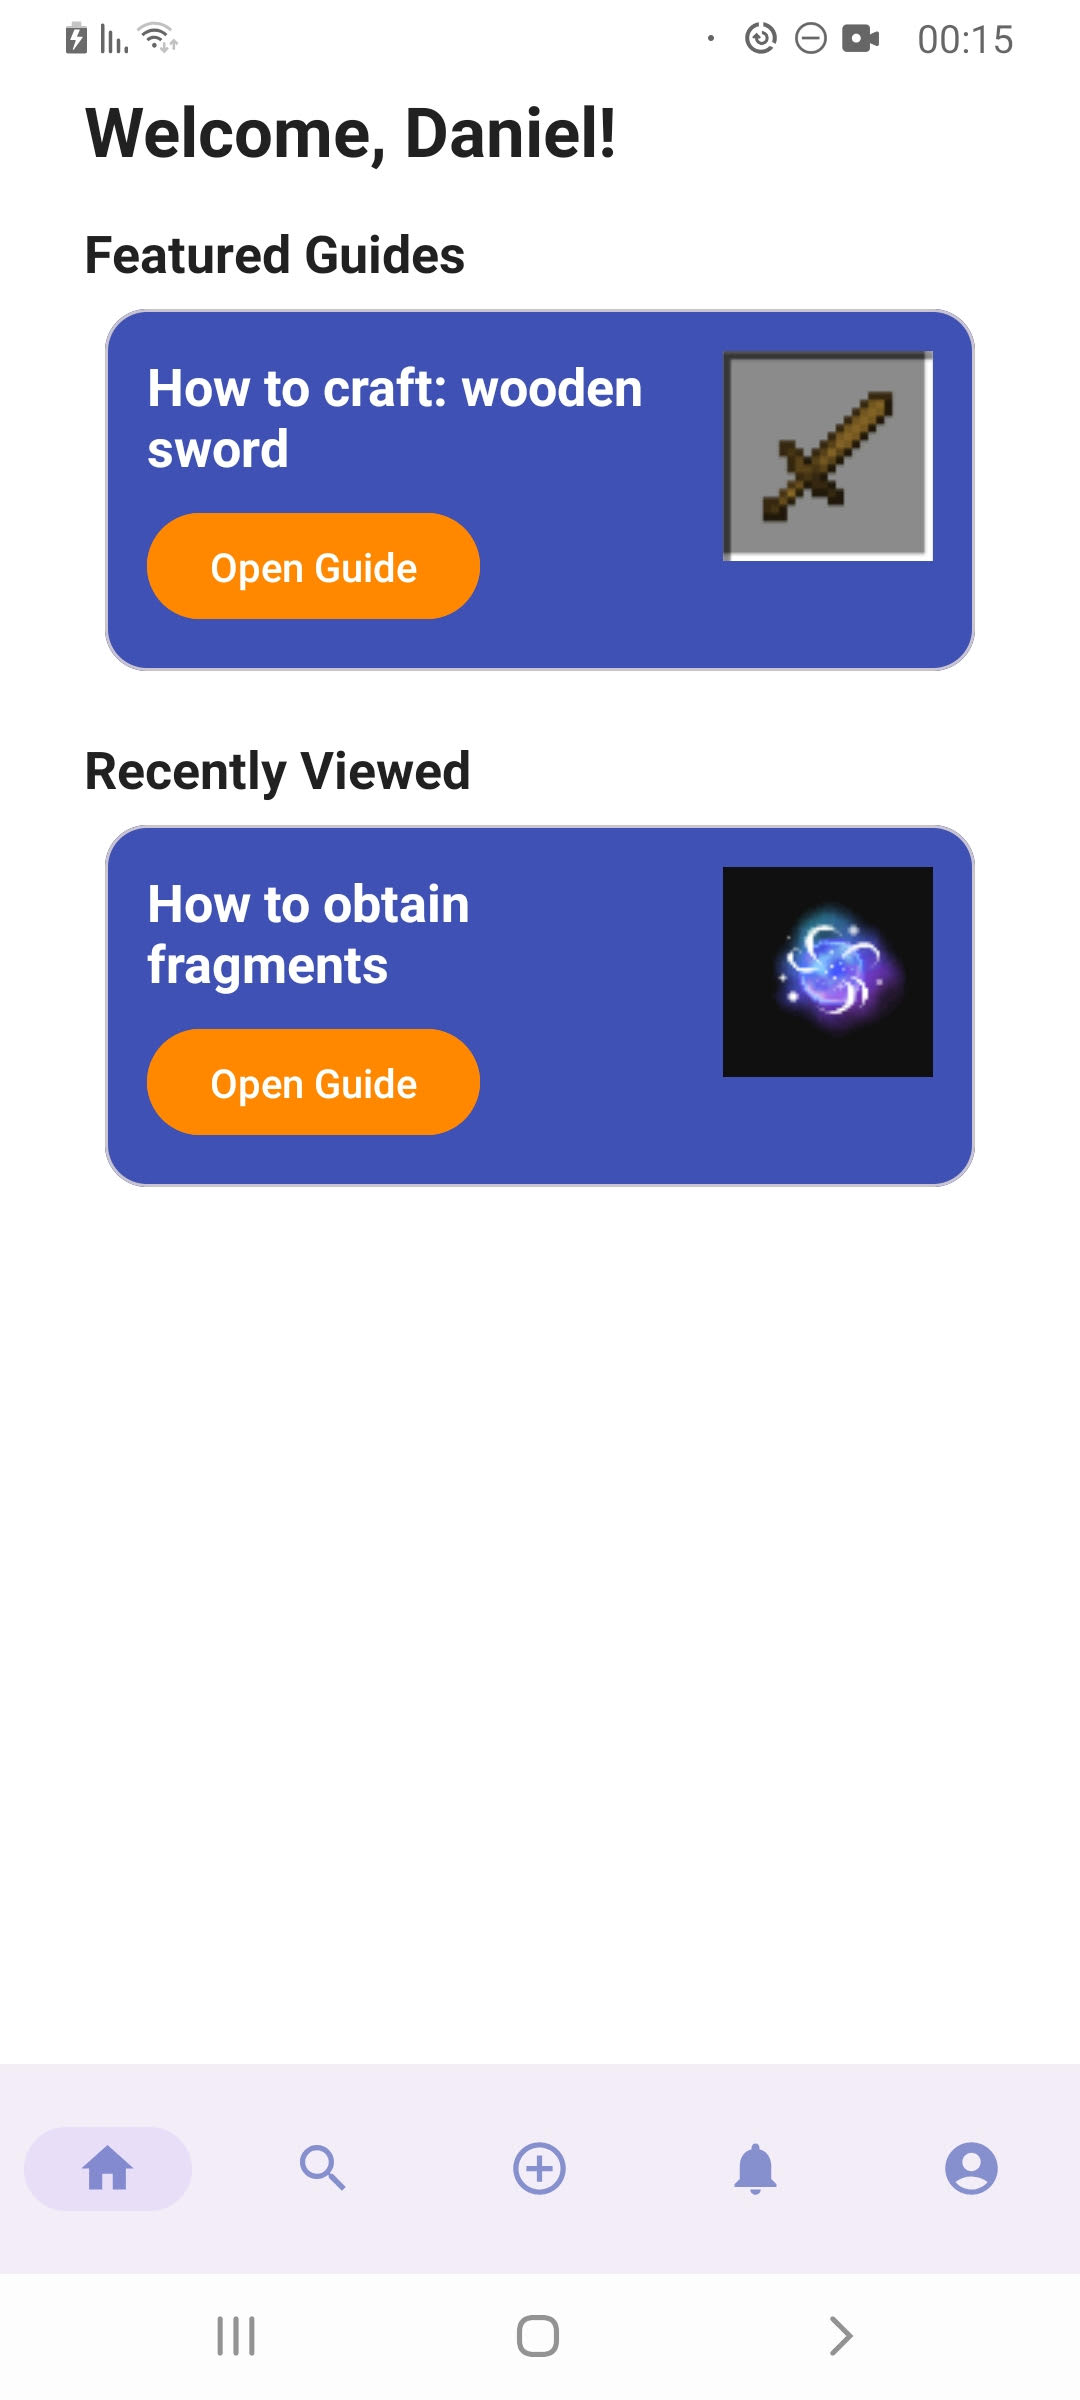 00:15
Welcome, Daniel!
Featured Guides
How to craft: wooden
sword
Open Guide
Recently Viewed
How to obtain
fragments
Open Guide